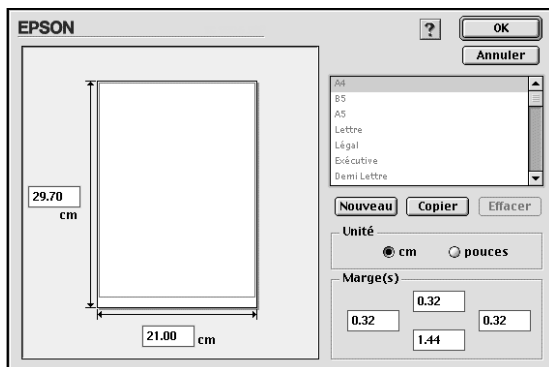 EPSON
?
OK
Annuler
A4
B5
A5
Lettre
Légal
Exécutive
Demi Lettre
29.70
cm
21.00 cm
Nouveau Copier Effacer
Unité
cm pouces
Marge(s)
0.32
0.32 0.32
1.44